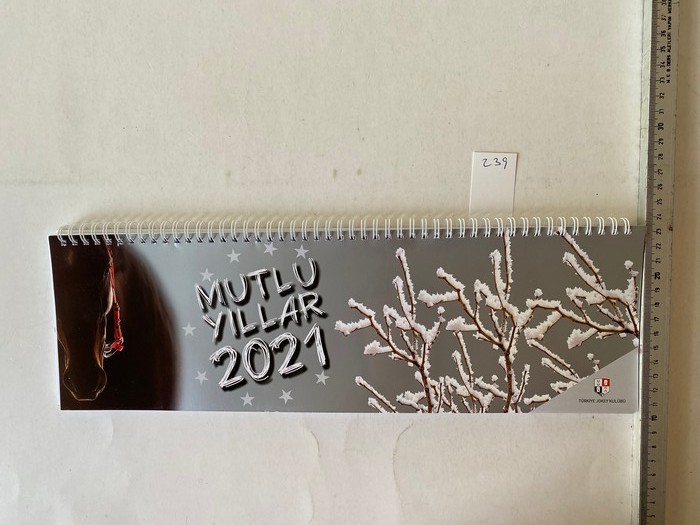 239
MUTLU
YILLAR
2021
TÜRKİYE JOKEY KULÜBÜ